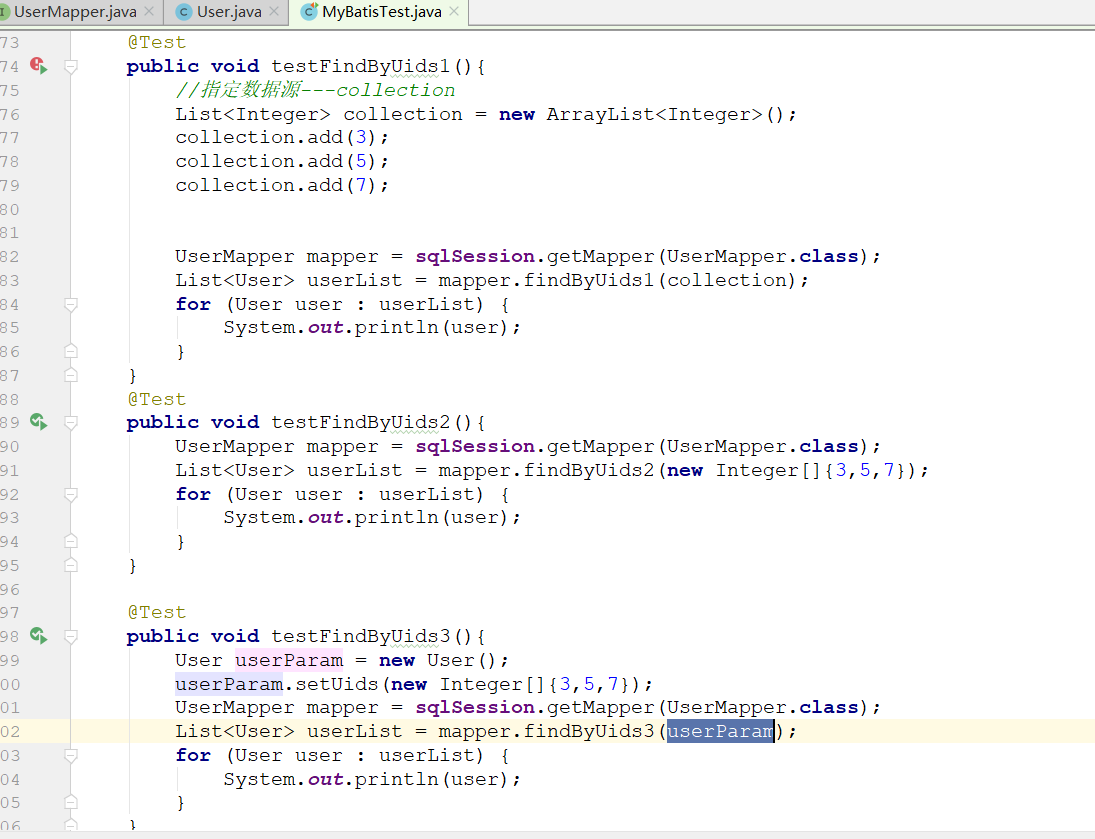 UserMapper.java × C User.java × C MyBatisTest.java ×
73 @Test
74 public void testFindByUids1(){
75 //指定数据源---collection
76 List<Integer> collection = new ArrayList<Integer>();
77 collection.add(3);
78 collection.add(5);
79 collection.add(7);
80
81
82 UserMapper mapper = sqlSession.getMapper(UserMapper.class);
83 List<User> userList = mapper.findByUids1(collection);
84 for (User user : userList) {
85 System.out.println(user);
86 }
87 }
88 @Test
89 public void testFindByUids2(){
90 UserMapper mapper = sqlSession.getMapper(UserMapper.class);
91 List<User> userList = mapper.findByUids2(new Integer[]{3,5,7});
92 for (User user : userList) {
93 System.out.println(user);
94 }
95 }
96
97 @Test
98 public void testFindByUids3(){
99 User userParam = new User();
00 userParam.setUids(new Integer[]{3,5,7});
01 UserMapper mapper = sqlSession.getMapper(UserMapper.class);
02 List<User> userList = mapper.findByUids3(userParam);
03 for (User user : userList) {
04 System.out.println(user);
05 }
06 }